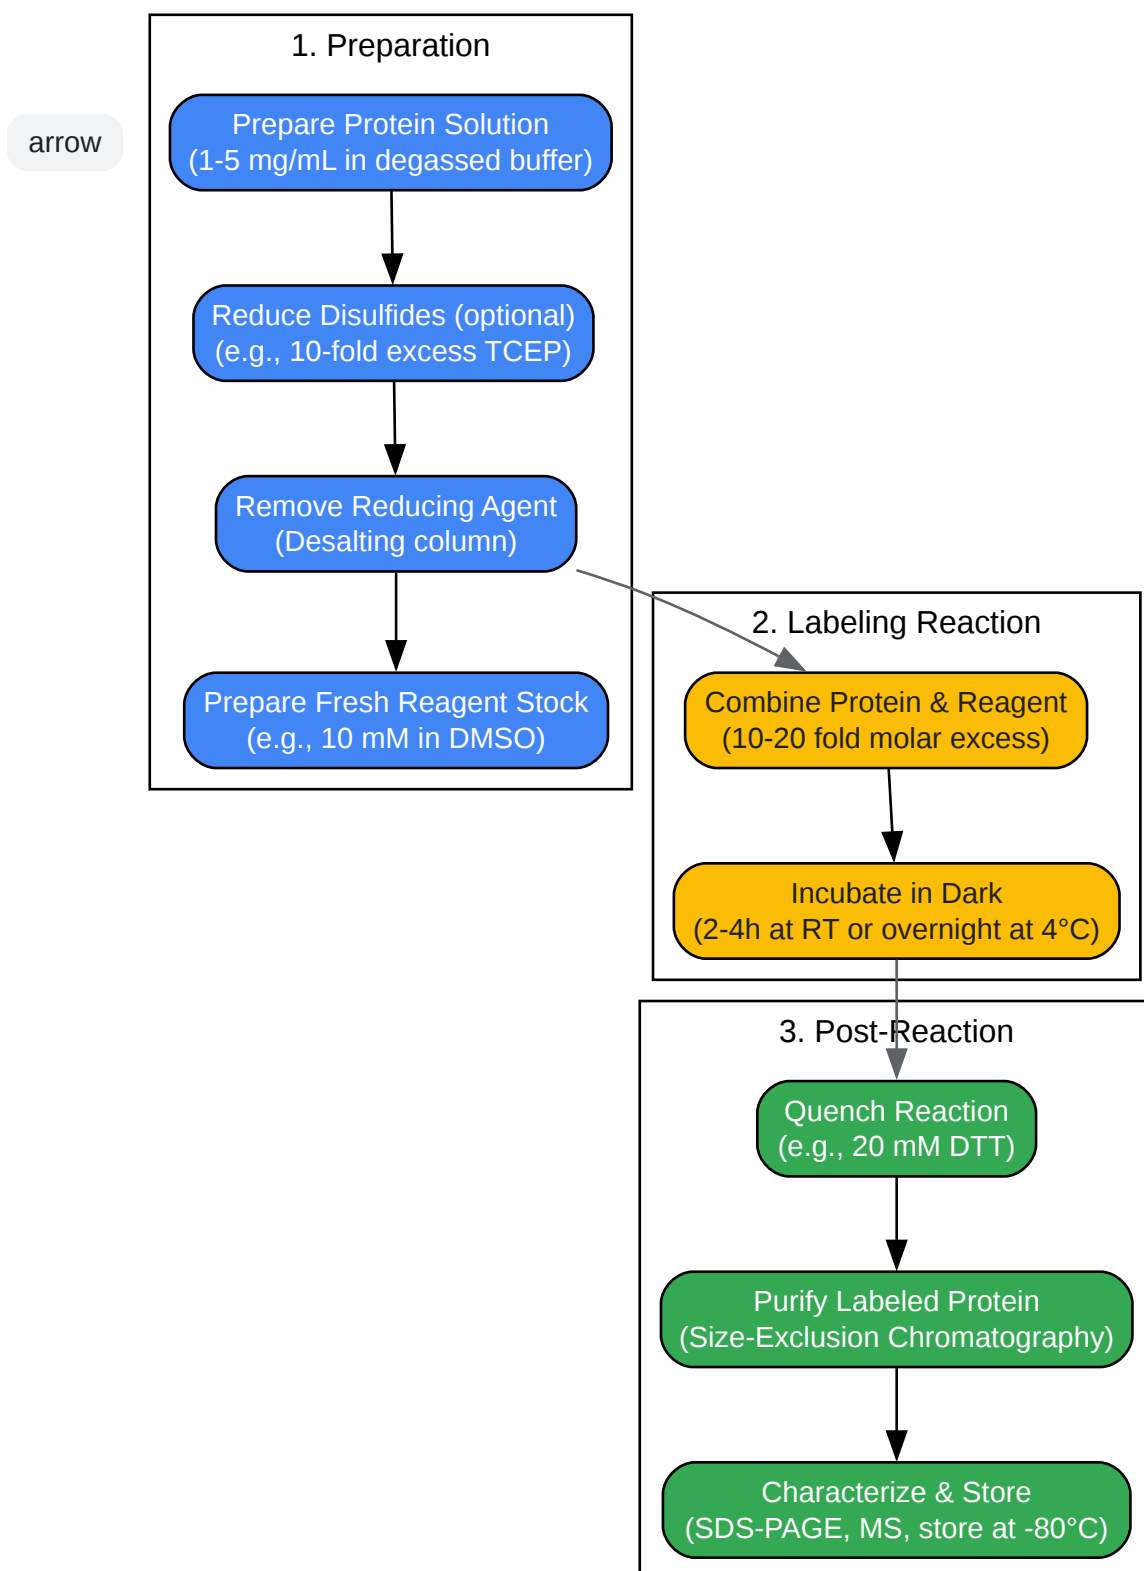 1. Preparation
arrow
Prepare Protein Solution
(1-5 mg/mL in degassed buffer)
Reduce Disulfides (optional)
(e.g., 10-fold excess TCEP)
Remove Reducing Agent
(Desalting column)
Prepare Fresh Reagent Stock
(e.g., 10 mM in DMSO)
2. Labeling Reaction
Combine Protein & Reagent
(10-20 fold molar excess)
Incubate in Dark
(2-4h at RT or overnight at 4°C)
3. Post-Reaction
Quench Reaction
(e.g., 20 mM DTT)
Purify Labeled Protein
(Size-Exclusion Chromatography)
Characterize & Store
(SDS-PAGE, MS, store at -80°C)